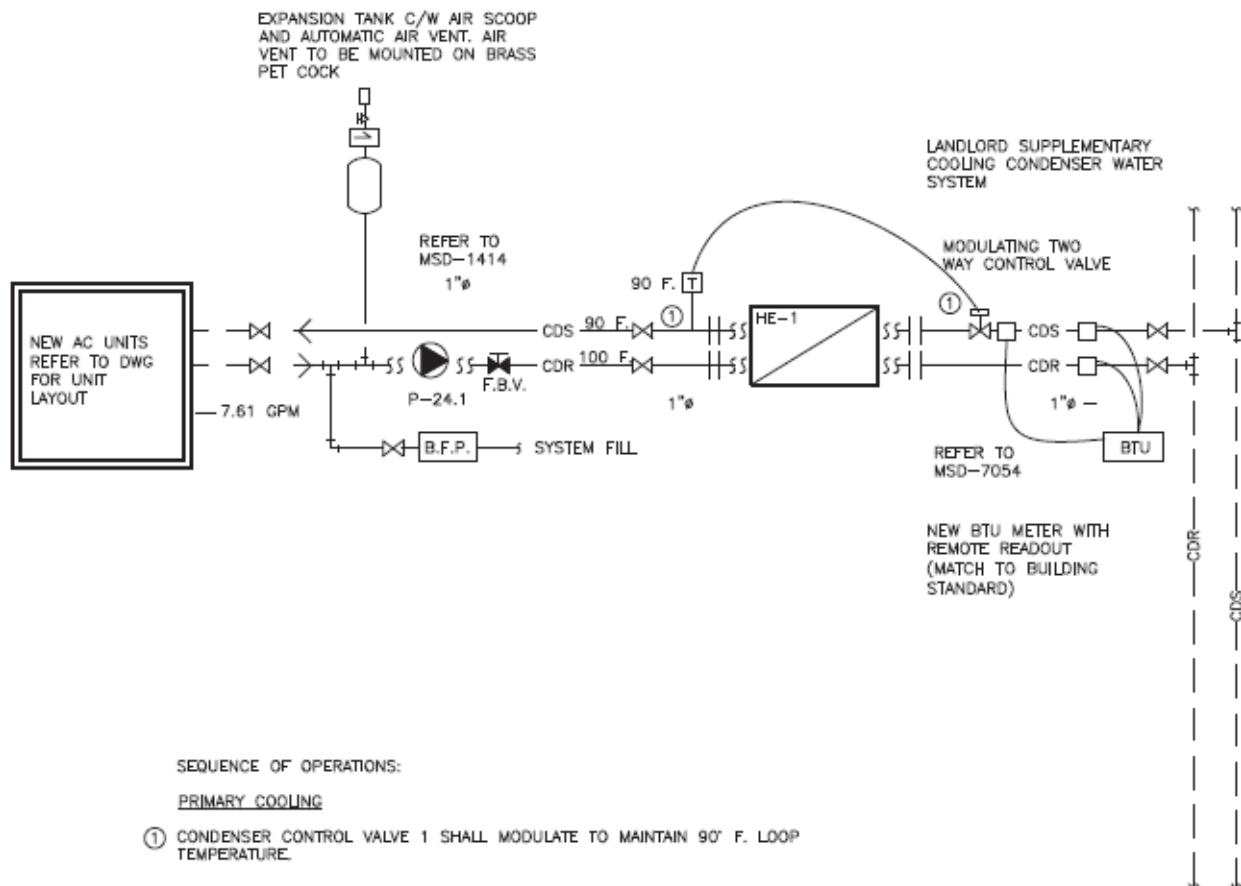 EXPANSION TANK C/W AIR SCOOP
AND AUTOMATIC AIR VENT. AIR
VENT TO BE MOUNTED ON BRASS
PET COCK
LANDLORD SUPPLEMENTARY
COOLING CONDENSER WATER
SYSTEM
REFER TO
MSD-1414
1"ø
MODULATING TWO
WAY CONTROL VALVE
90 F.
T
1
1
NEW AC UNITS
REFER TO DWG
FOR UNIT
LAYOUT
CDS
90 F.
HE-1
CDS
CDR
100 F.
CDR
F.B.V.
P-24.1
1"ø
1"ø
7.61 GPM
B.F.P.
SYSTEM FILL
BTU
REFER TO
MSD-7054
NEW BTU METER WITH
REMOTE READOUT
(MATCH TO BUILDING
STANDARD)
CDR
CDS
SEQUENCE OF OPERATIONS:
PRIMARY COOLING
1 CONDENSER CONTROL VALVE 1 SHALL MODULATE TO MAINTAIN 90° F. LOOP
TEMPERATURE.